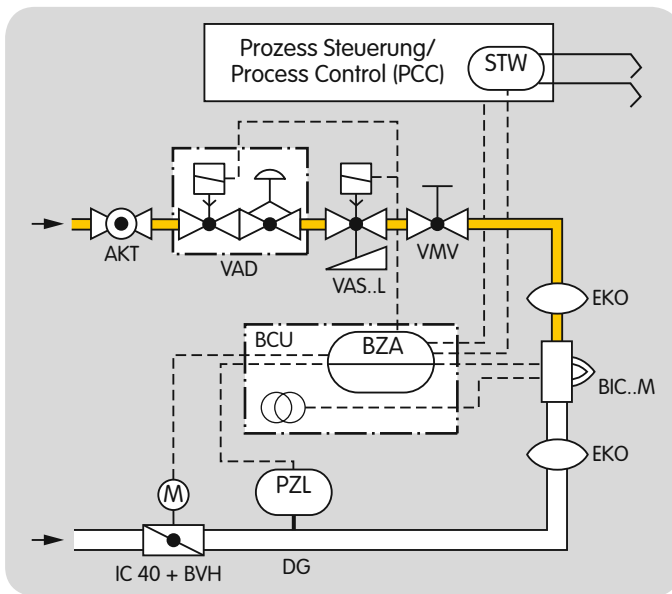 Prozess Steuerung/
Process Control (PCC)
STW
AKT
VAD
VAS..L
VMV
EKO
BCU
BZA
BIC..M
EKO
PZL
M
IC 40 + BVH
DG